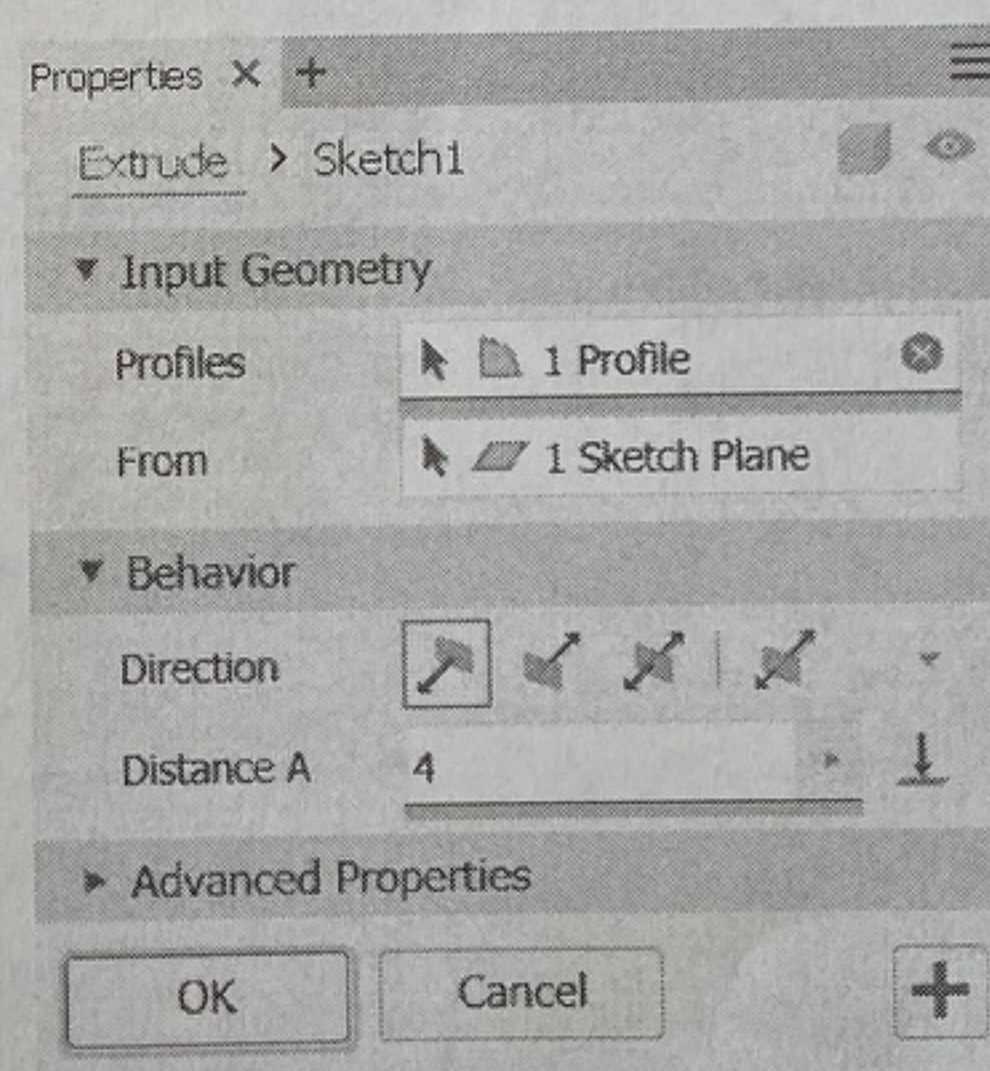 Properties × +
Extrude > Sketch1
Input Geometry
Profiles 1 Profile
From 1 Sketch Plane
Behavior
Direction
Distance A 4
Advanced Properties
OK Cancel +